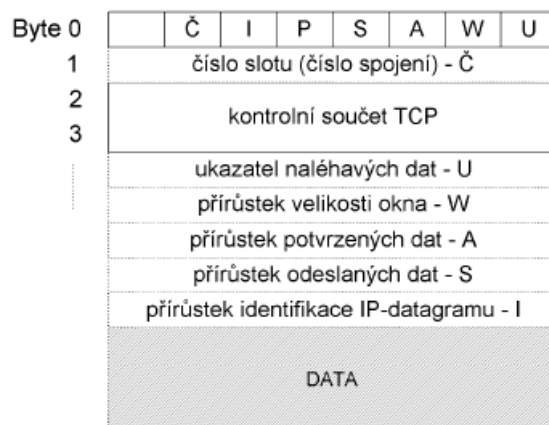 Byte 0 Č I P S A W U
1 číslo slotu (číslo spojení) - Č
2
kontrolní součet TCP
3
ukazatel naléhavých dat - U
přírůstek velikosti okna - W
přírůstek potvrzených dat - A
přírůstek odeslaných dat - S
přírůstek identifikace IP-datagramu - I
DATA